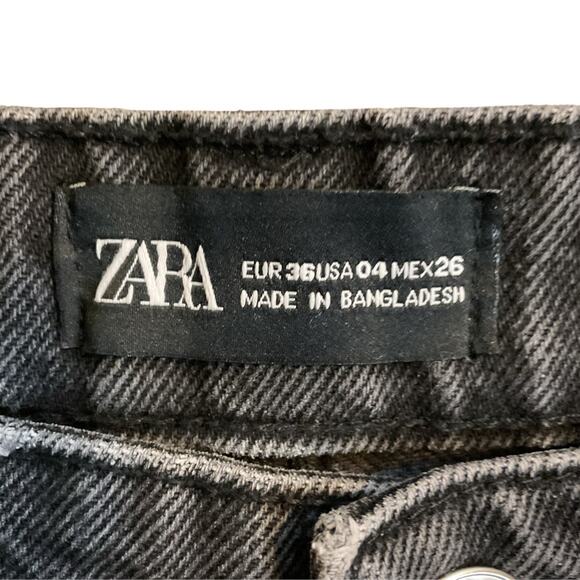 ZARA
EUR 36 USA 04 MEX 26
MADE IN BANGLADESH